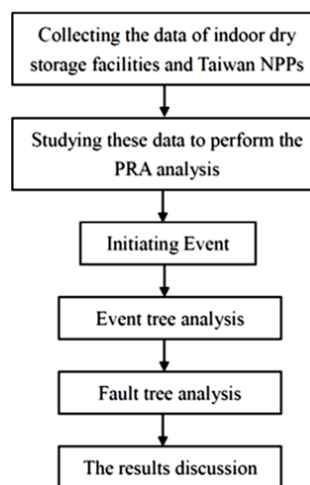 Collecting the data of indoor dry
storage facilities and Taiwan NPPs
Studying these data to perform the
PRA analysis
Initiating Event
Event tree analysis
Fault tree analysis
The results discussion